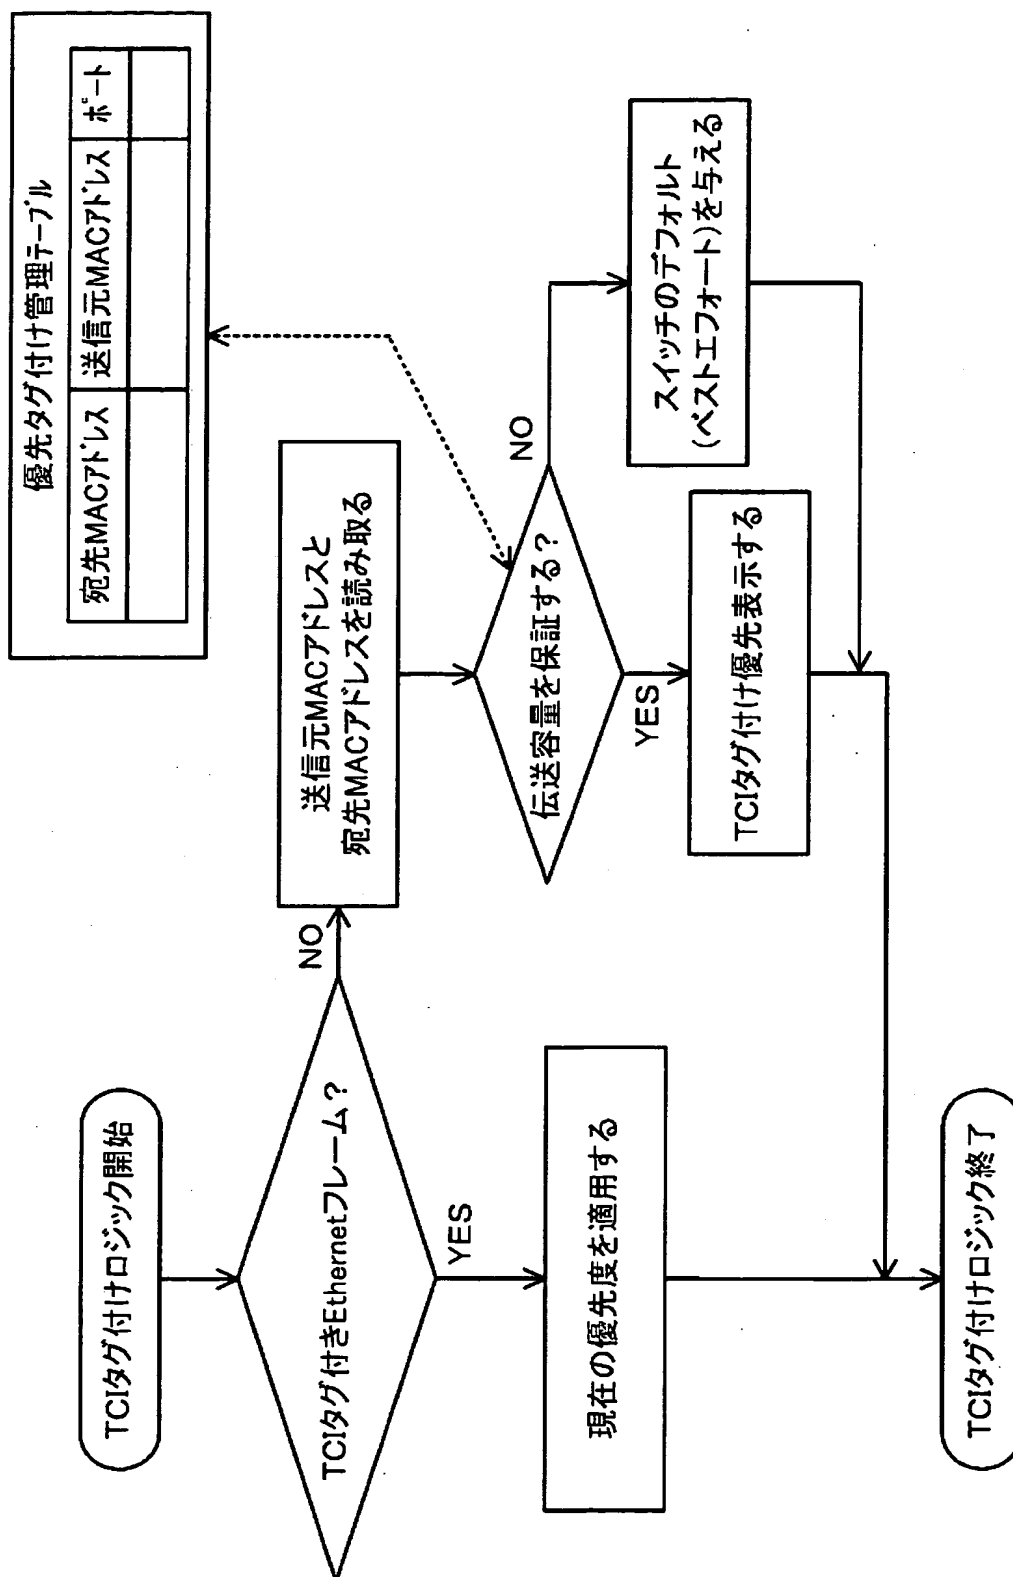 TCIタグ付けロジック開始
TCIタグ付きEthernetフレーム?
NO
YES
現在の優先度を適用する
送信元MACアドレスと
宛先MACアドレスを読み取る
優先タグ付け管理テーブル
宛先MACアドレス 送信元MACアドレス ポート
伝送容量を保証する?
NO
YES
TCIタグ付け優先表示する
スイッチのデフォルト
(ベストエフォート)を与える
TCIタグ付けロジック終了